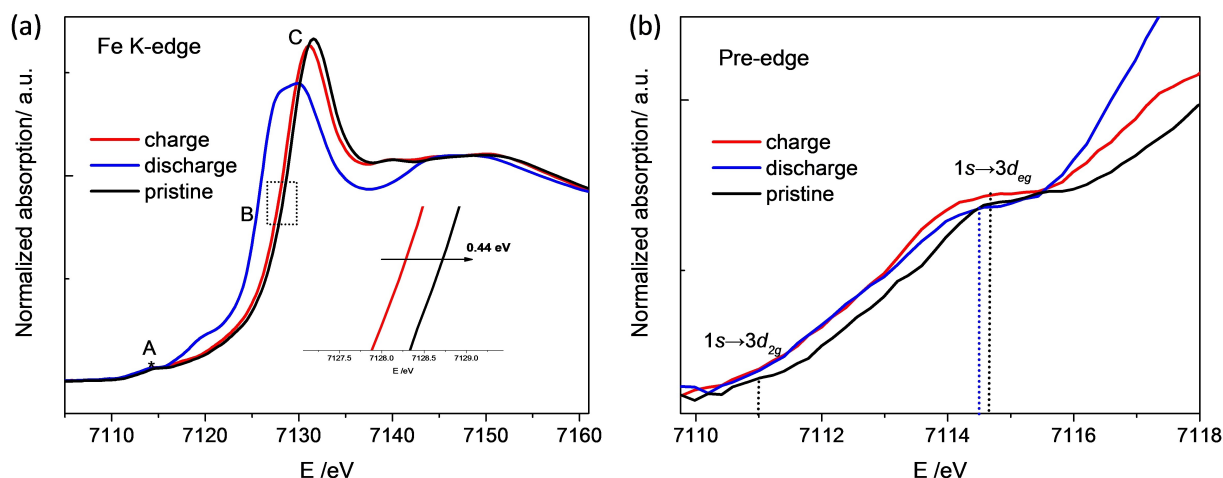 (a)
Fe K-edge
charge
discharge
pristine
A
*
B
C
0.44 eV
7127.5 7128.0 7128.5 7129.0
E /eV
7110 7120 7130 7140 7150 7160
E /eV
Normalized absorption/ a.u.
(b)
Pre-edge
charge
discharge
pristine
1s→3d_eg
1s→3d_2g
7110 7112 7114 7116 7118
E /eV
Normalized absorption/ a.u.